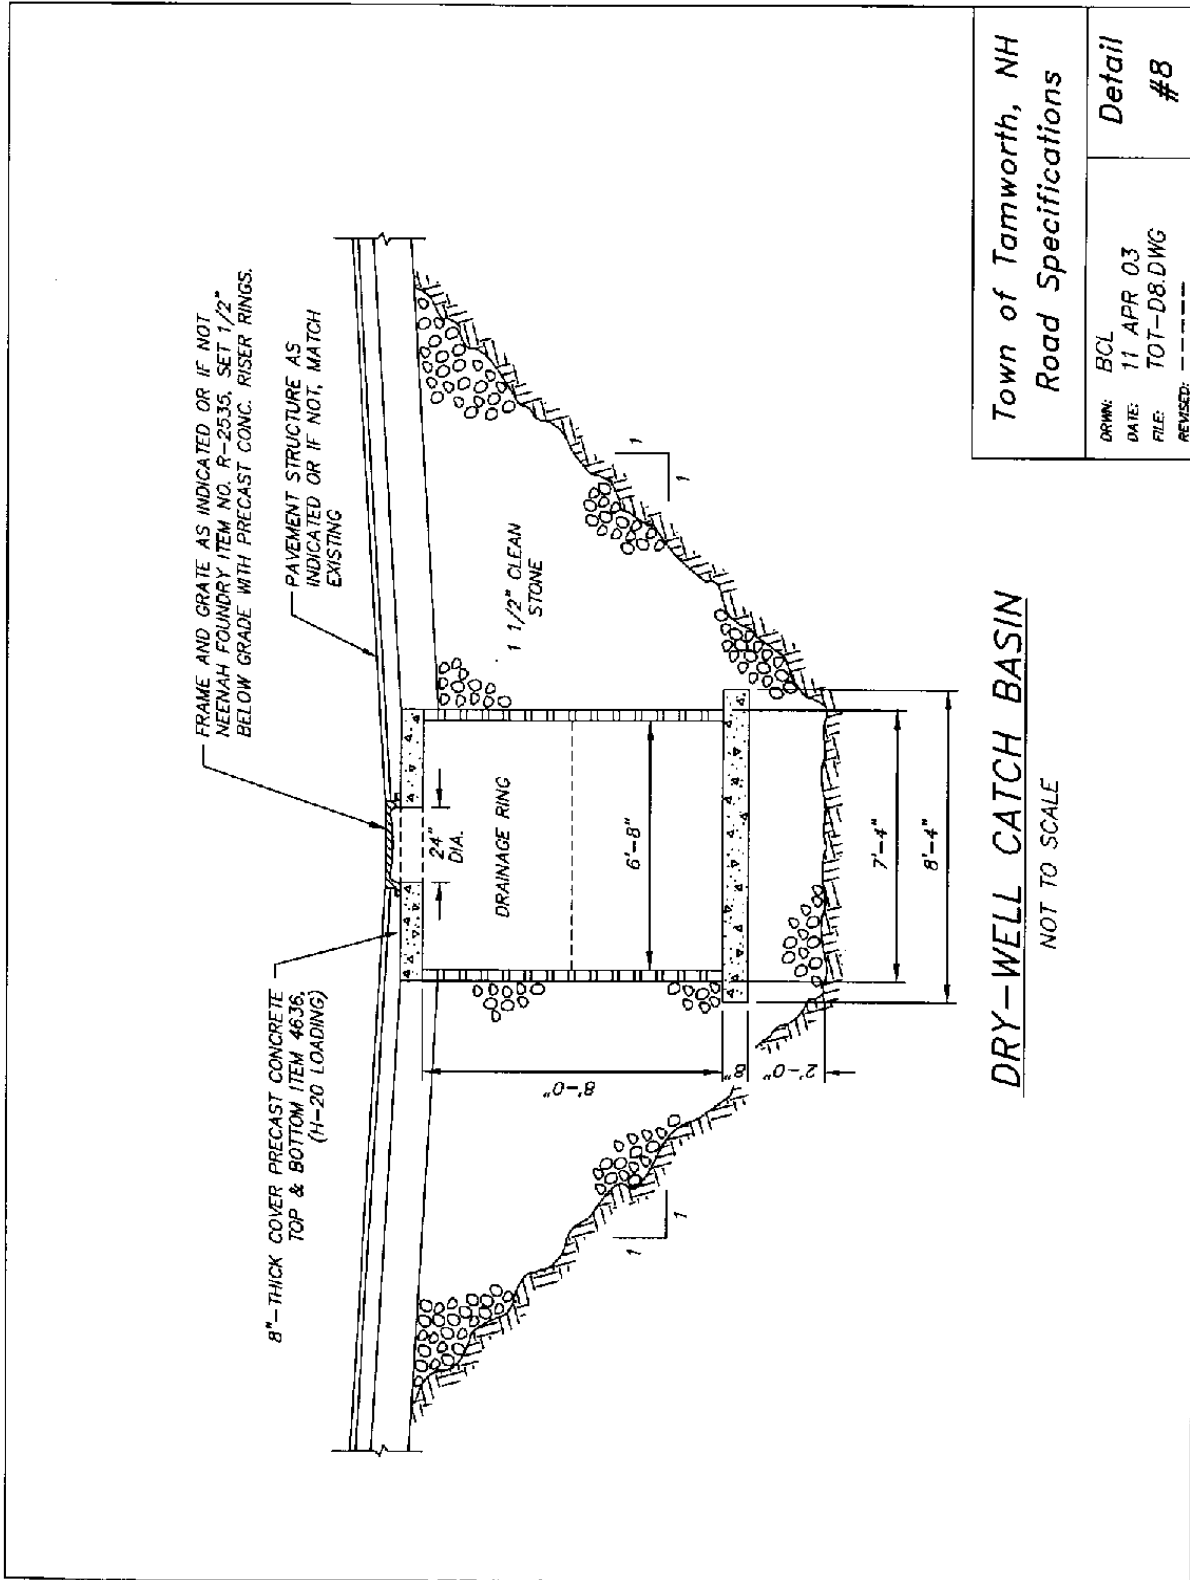 FRAME AND GRATE AS INDICATED OR IF NOT
NEENAH FOUNDRY ITEM NO. R-2535, SET 1/2"
BELOW GRADE WITH PRECAST CONC. RISER RINGS.
PAVEMENT STRUCTURE AS
INDICATED OR IF NOT, MATCH
EXISTING
8"-THICK COVER PRECAST CONCRETE
TOP & BOTTOM ITEM 4636,
(H-20 LOADING)
24"
DIA.
DRAINAGE RING
1 1/2" CLEAN
STONE
6'-8"
8'-0"
8"
2'-0"
1
1
1
1
7'-4"
8'-4"
DRY-WELL CATCH BASIN
NOT TO SCALE
Town of Tamworth, NH
Road Specifications
DRWN: BCL
DATE: 11 APR 03
FILE: TOT-D8.DWG
REVISED: -----
Detail
#8